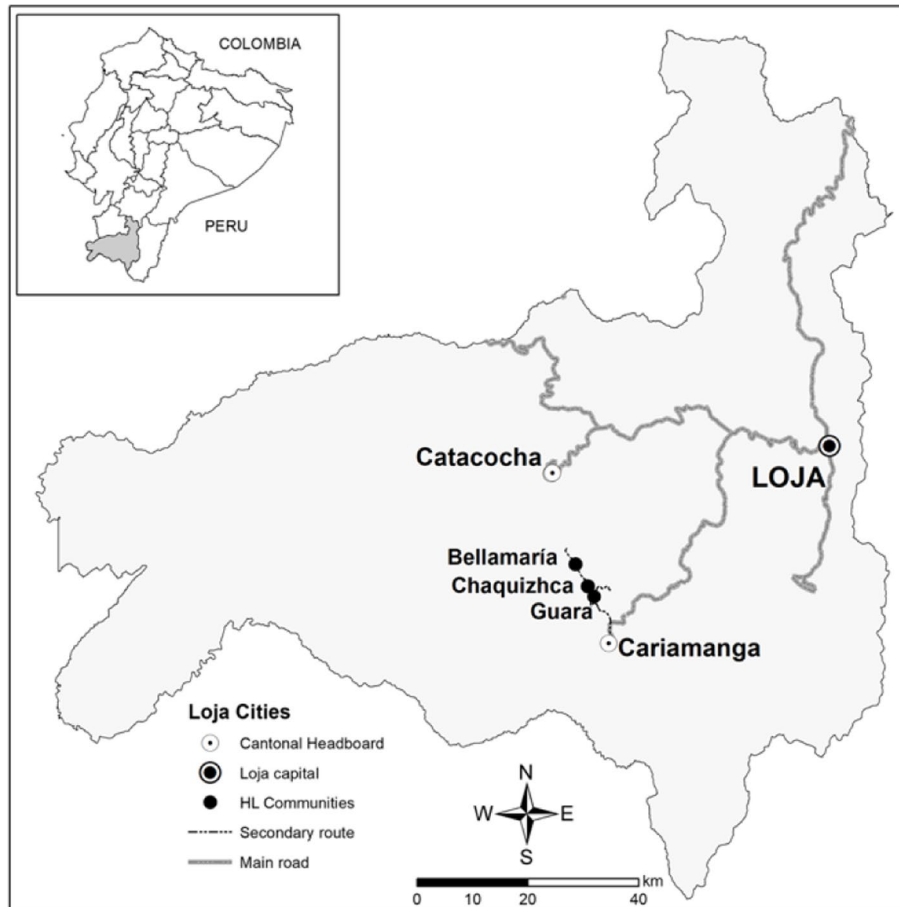 COLOMBIA
PERU
Catacocha
LOJA
Bellamaría
Chaquizhca
Guara
Cariamanga
Loja Cities
Cantonal Headboard
Loja capital
HL Communities
Secondary route
Main road
N
W E
S
km
0 10 20 40